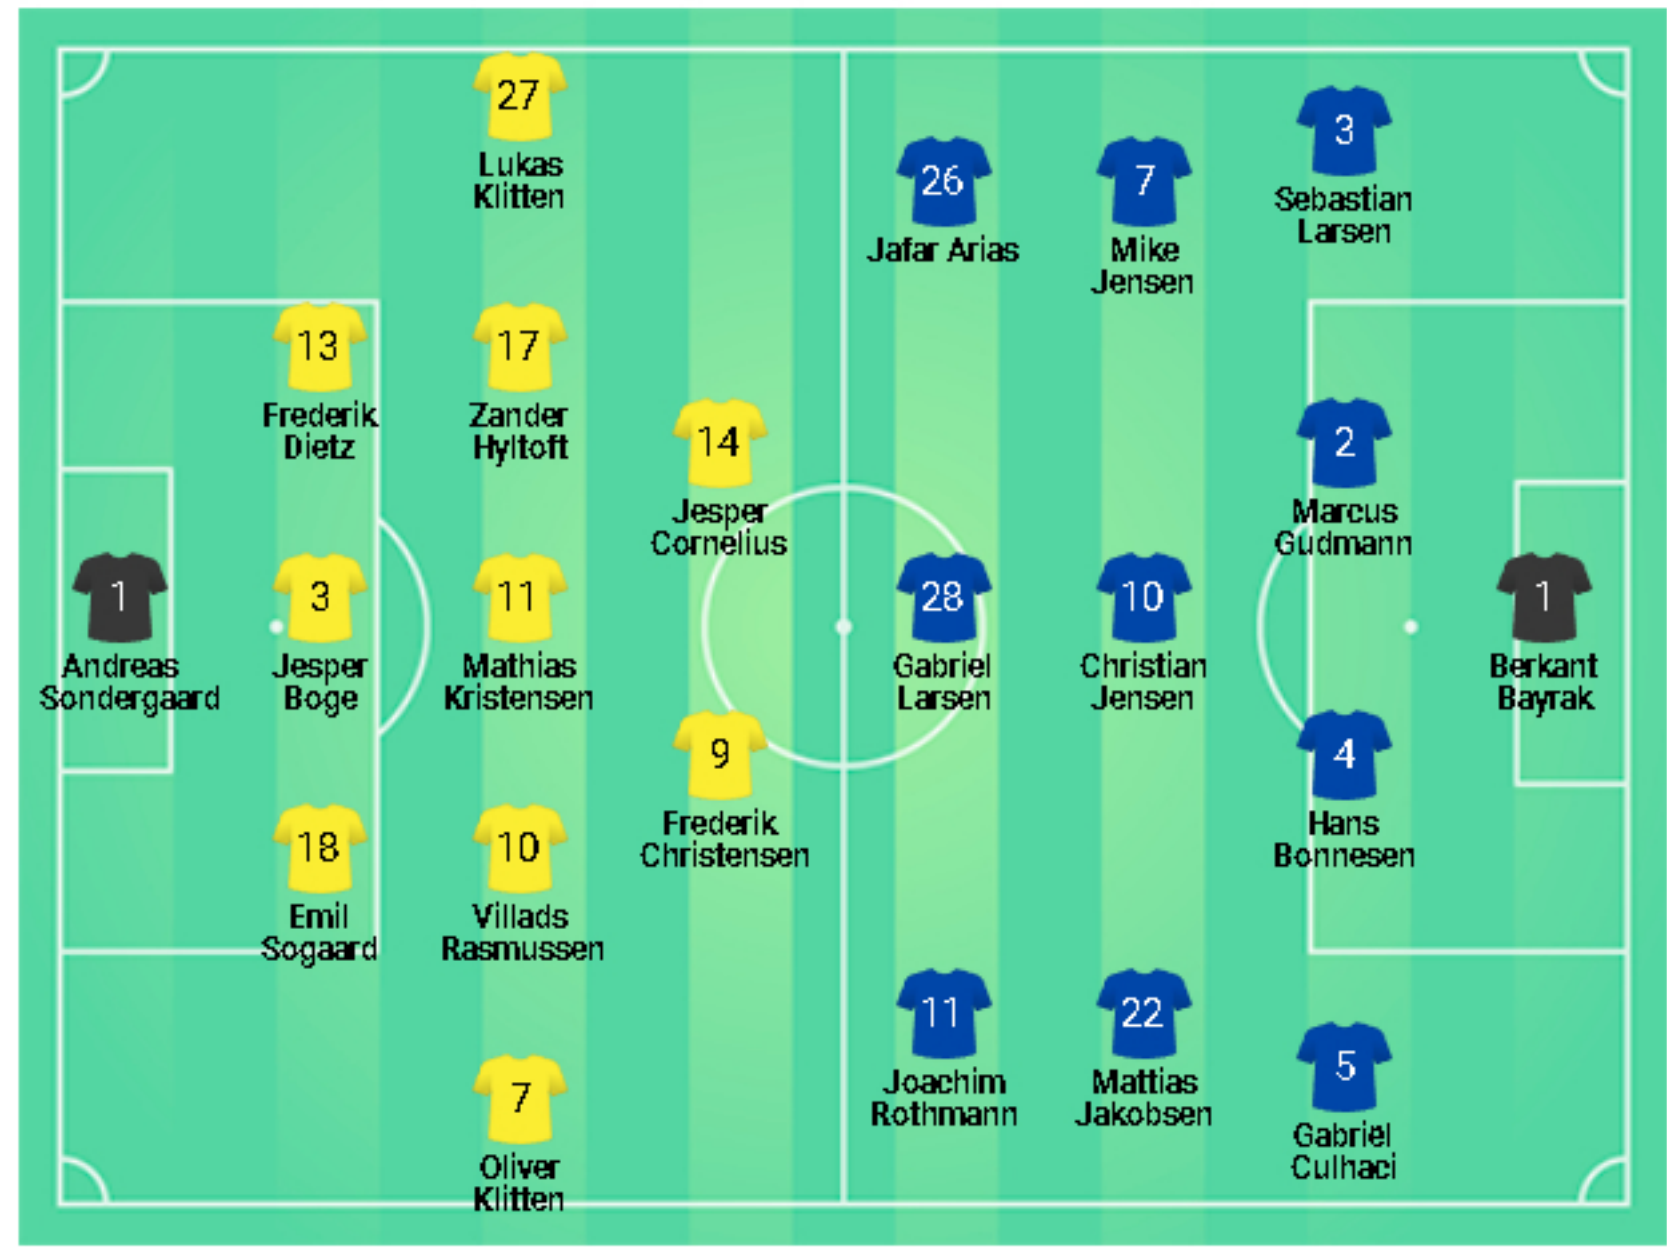 27
Lukas
Klitten
13
Frederik
Dietz
17
Zander
Hyltoft
14
Jesper
Cornelius
1
Andreas
Sondergaard
3
Jesper
Boge
11
Mathias
Kristensen
9
Frederik
Christensen
18
Emil
Sogaard
10
Villads
Rasmussen
7
Oliver
Klitten
26
Jafar Arias
7
Mike
Jensen
3
Sebastian
Larsen
2
Marcus
Gudmann
28
Gabriel
Larsen
10
Christian
Jensen
1
Berkant
Bayrak
4
Hans
Bonnesen
11
Joachim
Rothmann
22
Mattias
Jakobsen
5
Gabriël
Culhaci